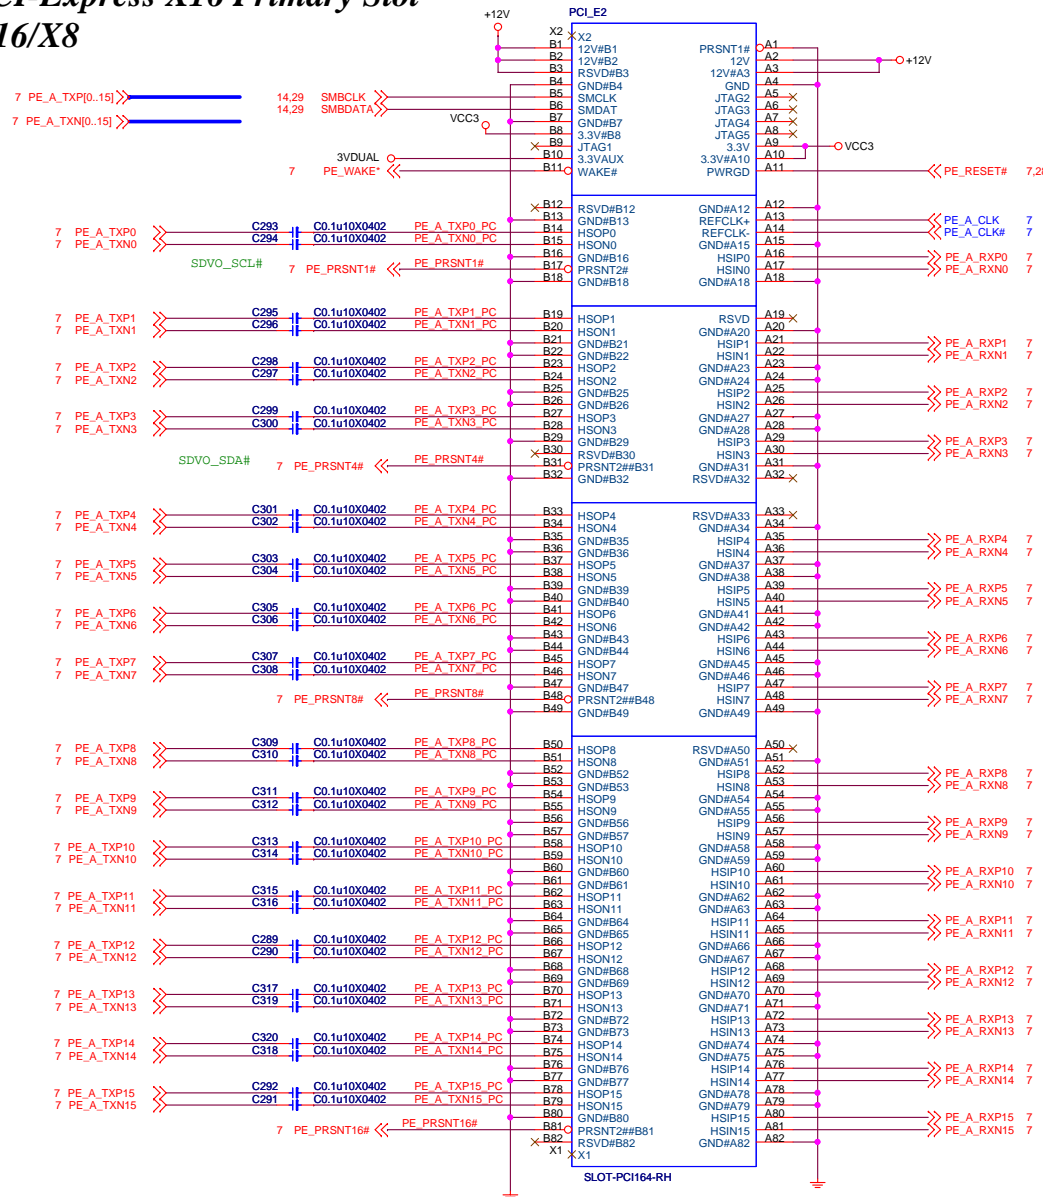 CI-Express X16 Primary Slot
16/X8
+12V PCI_E2
X2 X2
B1 12V#B1 PRSNT1# A1
B2 12V#B2 12V A2 +12V
B3 RSVD#B3 12V#A3 A3
B4 GND#B4 GND A4
7 PE_A_TXP[0..15] 14,29 SMBCLK B5 SMCLK JTAG2 A5
14,29 SMBDATA B6 SMDAT JTAG3 A6
7 PE_A_TXN[0..15] VCC3 B7 GND#B7 JTAG4 A7
B8 3.3V#B8 JTAG5 A8
B9 JTAG1 3.3V A9 VCC3
3VDUAL B10 3.3VAUX 3.3V#A10 A10
7 PE_WAKE* B11 WAKE# PWRGD A11 PE_RESET# 7,28
B12 RSVD#B12 GND#A12 A12
B13 GND#B13 REFCLK+ A13 PE_A_CLK 7
7 PE_A_TXP0 C293 C0.1u10X0402 PE_A_TXP0_PC B14 HSOP0 REFCLK- A14 PE_A_CLK# 7
7 PE_A_TXN0 C294 C0.1u10X0402 PE_A_TXN0_PC B15 HSON0 GND#A15 A15
B16 GND#B16 HSIP0 A16 PE_A_RXP0 7
SDVO_SCL# 7 PE_PRSNT1# PE_PRSNT1# B17 PRSNT2# HSIN0 A17 PE_A_RXN0 7
B18 GND#B18 GND#A18 A18
7 PE_A_TXP1 C295 C0.1u10X0402 PE_A_TXP1_PC B19 HSOP1 RSVD A19
7 PE_A_TXN1 C296 C0.1u10X0402 PE_A_TXN1_PC B20 HSON1 GND#A20 A20
B21 GND#B21 HSIP1 A21 PE_A_RXP1 7
B22 GND#B22 HSIN1 A22 PE_A_RXN1 7
7 PE_A_TXP2 C298 C0.1u10X0402 PE_A_TXP2_PC B23 HSOP2 GND#A23 A23
7 PE_A_TXN2 C297 C0.1u10X0402 PE_A_TXN2_PC B24 HSON2 GND#A24 A24
B25 GND#B25 HSIP2 A25 PE_A_RXP2 7
B26 GND#B26 HSIN2 A26 PE_A_RXN2 7
7 PE_A_TXP3 C299 C0.1u10X0402 PE_A_TXP3_PC B27 HSOP3 GND#A27 A27
7 PE_A_TXN3 C300 C0.1u10X0402 PE_A_TXN3_PC B28 HSON3 GND#A28 A28
B29 GND#B29 HSIP3 A29 PE_A_RXP3 7
B30 RSVD#B30 HSIN3 A30 PE_A_RXN3 7
SDVO_SDA# 7 PE_PRSNT4# PE_PRSNT4# B31 PRSNT2##B31 GND#A31 A31
B32 GND#B32 RSVD#A32 A32
7 PE_A_TXP4 C301 C0.1u10X0402 PE_A_TXP4_PC B33 HSOP4 RSVD#A33 A33
7 PE_A_TXN4 C302 C0.1u10X0402 PE_A_TXN4_PC B34 HSON4 GND#A34 A34
B35 GND#B35 HSIP4 A35 PE_A_RXP4 7
B36 GND#B36 HSIN4 A36 PE_A_RXN4 7
7 PE_A_TXP5 C303 C0.1u10X0402 PE_A_TXP5_PC B37 HSOP5 GND#A37 A37
7 PE_A_TXN5 C304 C0.1u10X0402 PE_A_TXN5_PC B38 HSON5 GND#A38 A38
B39 GND#B39 HSIP5 A39 PE_A_RXP5 7
B40 GND#B40 HSIN5 A40 PE_A_RXN5 7
7 PE_A_TXP6 C305 C0.1u10X0402 PE_A_TXP6_PC B41 HSOP6 GND#A41 A41
7 PE_A_TXN6 C306 C0.1u10X0402 PE_A_TXN6_PC B42 HSON6 GND#A42 A42
B43 GND#B43 HSIP6 A43 PE_A_RXP6 7
B44 GND#B44 HSIN6 A44 PE_A_RXN6 7
7 PE_A_TXP7 C307 C0.1u10X0402 PE_A_TXP7_PC B45 HSOP7 GND#A45 A45
7 PE_A_TXN7 C308 C0.1u10X0402 PE_A_TXN7_PC B46 HSON7 GND#A46 A46
B47 GND#B47 HSIP7 A47 PE_A_RXP7 7
7 PE_PRSNT8# PE_PRSNT8# B48 PRSNT2##B48 HSIN7 A48 PE_A_RXN7 7
B49 GND#B49 GND#A49 A49
7 PE_A_TXP8 C309 C0.1u10X0402 PE_A_TXP8_PC B50 HSOP8 RSVD#A50 A50
7 PE_A_TXN8 C310 C0.1u10X0402 PE_A_TXN8_PC B51 HSON8 GND#A51 A51
B52 GND#B52 HSIP8 A52 PE_A_RXP8 7
B53 GND#B53 HSIN8 A53 PE_A_RXN8 7
7 PE_A_TXP9 C311 C0.1u10X0402 PE_A_TXP9_PC B54 HSOP9 GND#A54 A54
7 PE_A_TXN9 C312 C0.1u10X0402 PE_A_TXN9_PC B55 HSON9 GND#A55 A55
B56 GND#B56 HSIP9 A56 PE_A_RXP9 7
B57 GND#B57 HSIN9 A57 PE_A_RXN9 7
7 PE_A_TXP10 C313 C0.1u10X0402 PE_A_TXP10_PC B58 HSOP10 GND#A58 A58
7 PE_A_TXN10 C314 C0.1u10X0402 PE_A_TXN10_PC B59 HSON10 GND#A59 A59
B60 GND#B60 HSIP10 A60 PE_A_RXP10 7
B61 GND#B61 HSIN10 A61 PE_A_RXN10 7
7 PE_A_TXP11 C315 C0.1u10X0402 PE_A_TXP11_PC B62 HSOP11 GND#A62 A62
7 PE_A_TXN11 C316 C0.1u10X0402 PE_A_TXN11_PC B63 HSON11 GND#A63 A63
B64 GND#B64 HSIP11 A64 PE_A_RXP11 7
B65 GND#B65 HSIN11 A65 PE_A_RXN11 7
7 PE_A_TXP12 C289 C0.1u10X0402 PE_A_TXP12_PC B66 HSOP12 GND#A66 A66
7 PE_A_TXN12 C290 C0.1u10X0402 PE_A_TXN12_PC B67 HSON12 GND#A67 A67
B68 GND#B68 HSIP12 A68 PE_A_RXP12 7
B69 GND#B69 HSIN12 A69 PE_A_RXN12 7
7 PE_A_TXP13 C317 C0.1u10X0402 PE_A_TXP13_PC B70 HSOP13 GND#A70 A70
7 PE_A_TXN13 C319 C0.1u10X0402 PE_A_TXN13_PC B71 HSON13 GND#A71 A71
B72 GND#B72 HSIP13 A72 PE_A_RXP13 7
B73 GND#B73 HSIN13 A73 PE_A_RXN13 7
7 PE_A_TXP14 C320 C0.1u10X0402 PE_A_TXP14_PC B74 HSOP14 GND#A74 A74
7 PE_A_TXN14 C318 C0.1u10X0402 PE_A_TXN14_PC B75 HSON14 GND#A75 A75
B76 GND#B76 HSIP14 A76 PE_A_RXP14 7
B77 GND#B77 HSIN14 A77 PE_A_RXN14 7
7 PE_A_TXP15 C292 C0.1u10X0402 PE_A_TXP15_PC B78 HSOP15 GND#A78 A78
7 PE_A_TXN15 C291 C0.1u10X0402 PE_A_TXN15_PC B79 HSON15 GND#A79 A79
B80 GND#B80 HSIP15 A80 PE_A_RXP15 7
7 PE_PRSNT16# PE_PRSNT16# B81 PRSNT2##B81 HSIN15 A81 PE_A_RXN15 7
B82 RSVD#B82 GND#A82 A82
X1 X1
SLOT-PCI164-RH